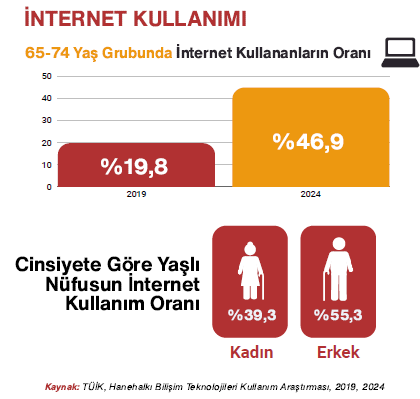 İNTERNET KULLANIMI
65-74 Yaş Grubunda İnternet Kullananların Oranı
50
40
30
20
10
0
%19,8
%46,9
2019
2024
Cinsiyete Göre Yaşlı
Nüfusun İnternet
Kullanım Oranı
%39,3
%55,3
Kadın
Erkek
Kaynak: TÜİK, Hanehalkı Bilişim Teknolojileri Kullanım Araştırması, 2019, 2024